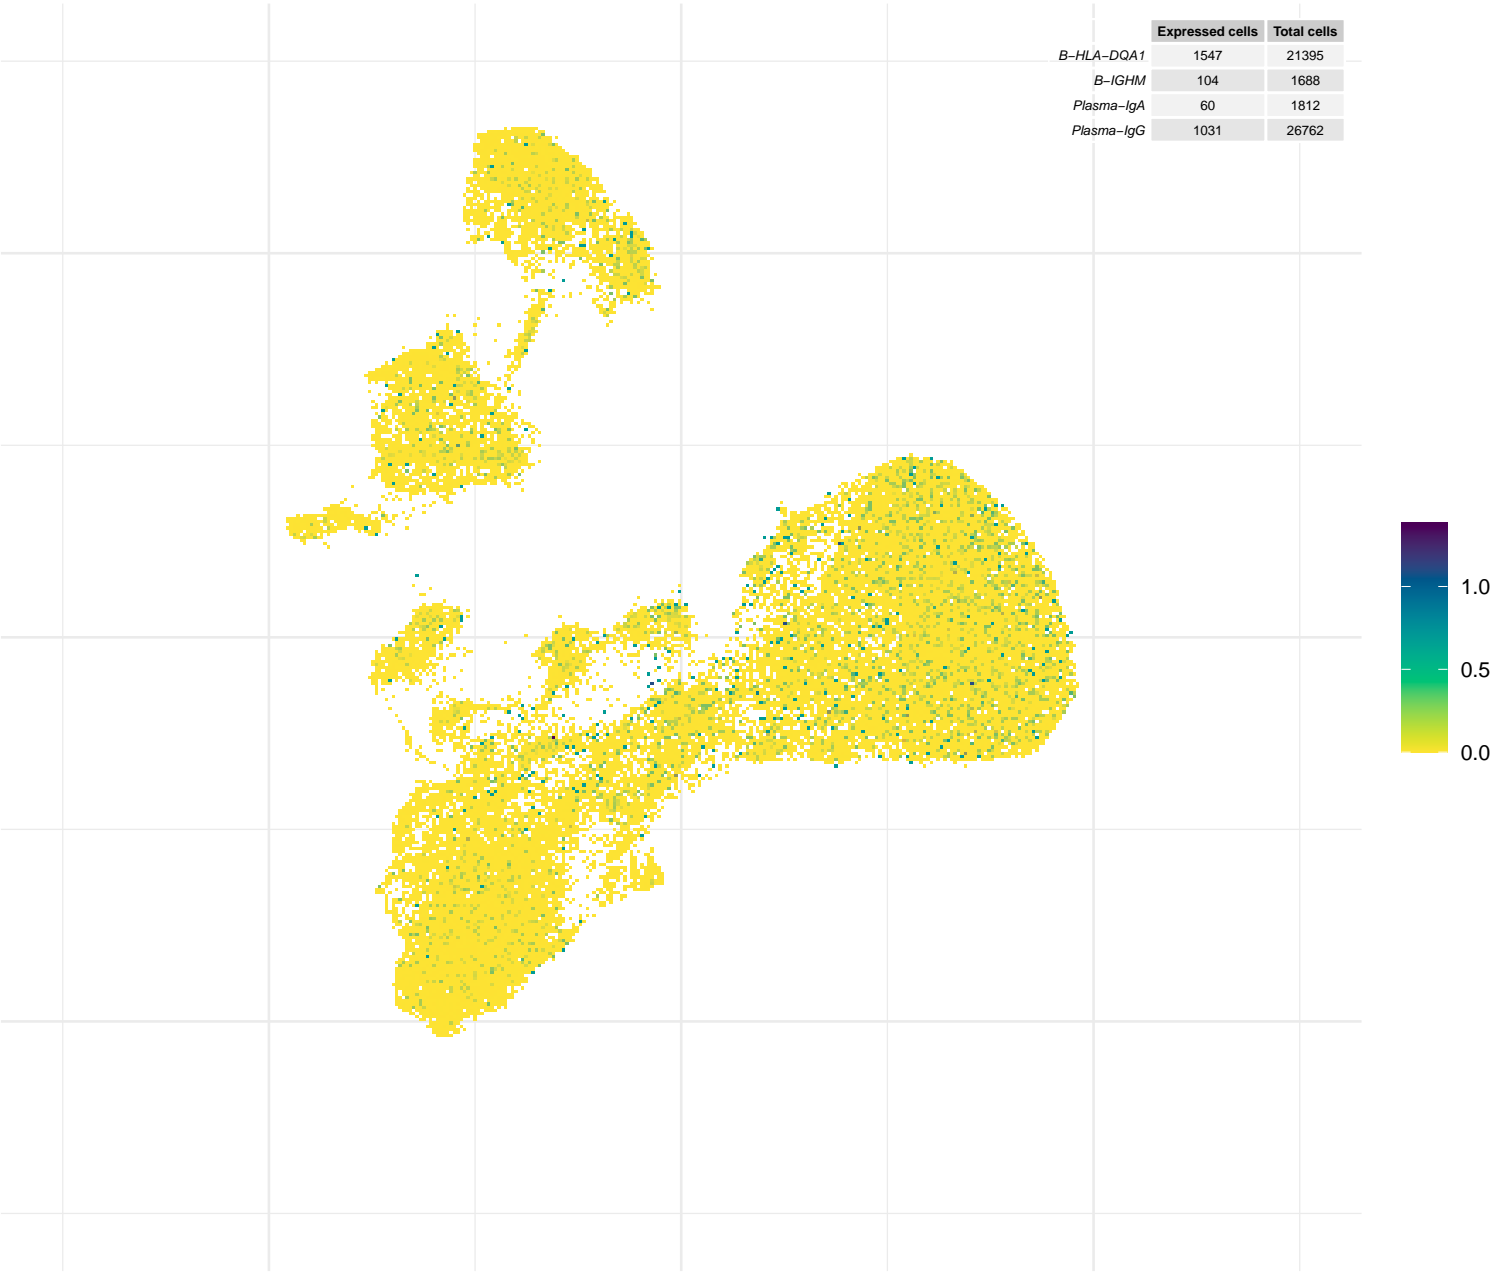 Expressed cells Total cells
B−HLA−DQA1 1547 21395
B−IGHM 104 1688
Plasma−IgA 60 1812
Plasma−IgG 1031 26762
1.0
0.5
0.0